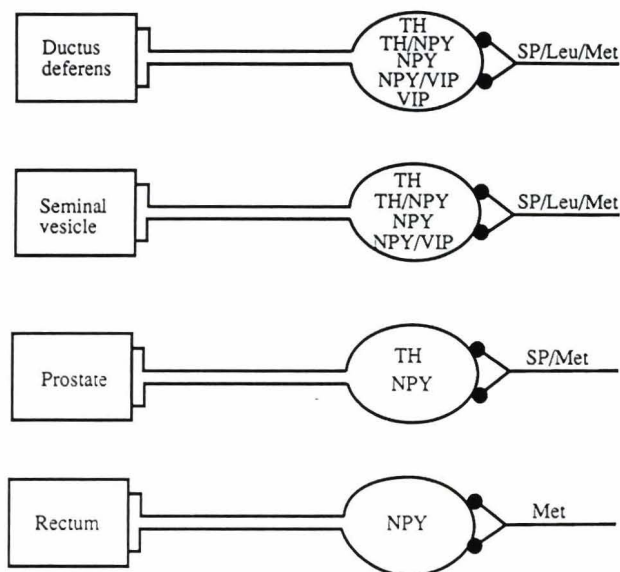 Ductus
deferens
TH
TH/NPY
NPY
NPY/VIP
VIP
SP/Leu/Met
Seminal
vesicle
TH
TH/NPY
NPY
NPY/VIP
SP/Leu/Met
Prostate
TH
NPY
SP/Met
Rectum
NPY
Met